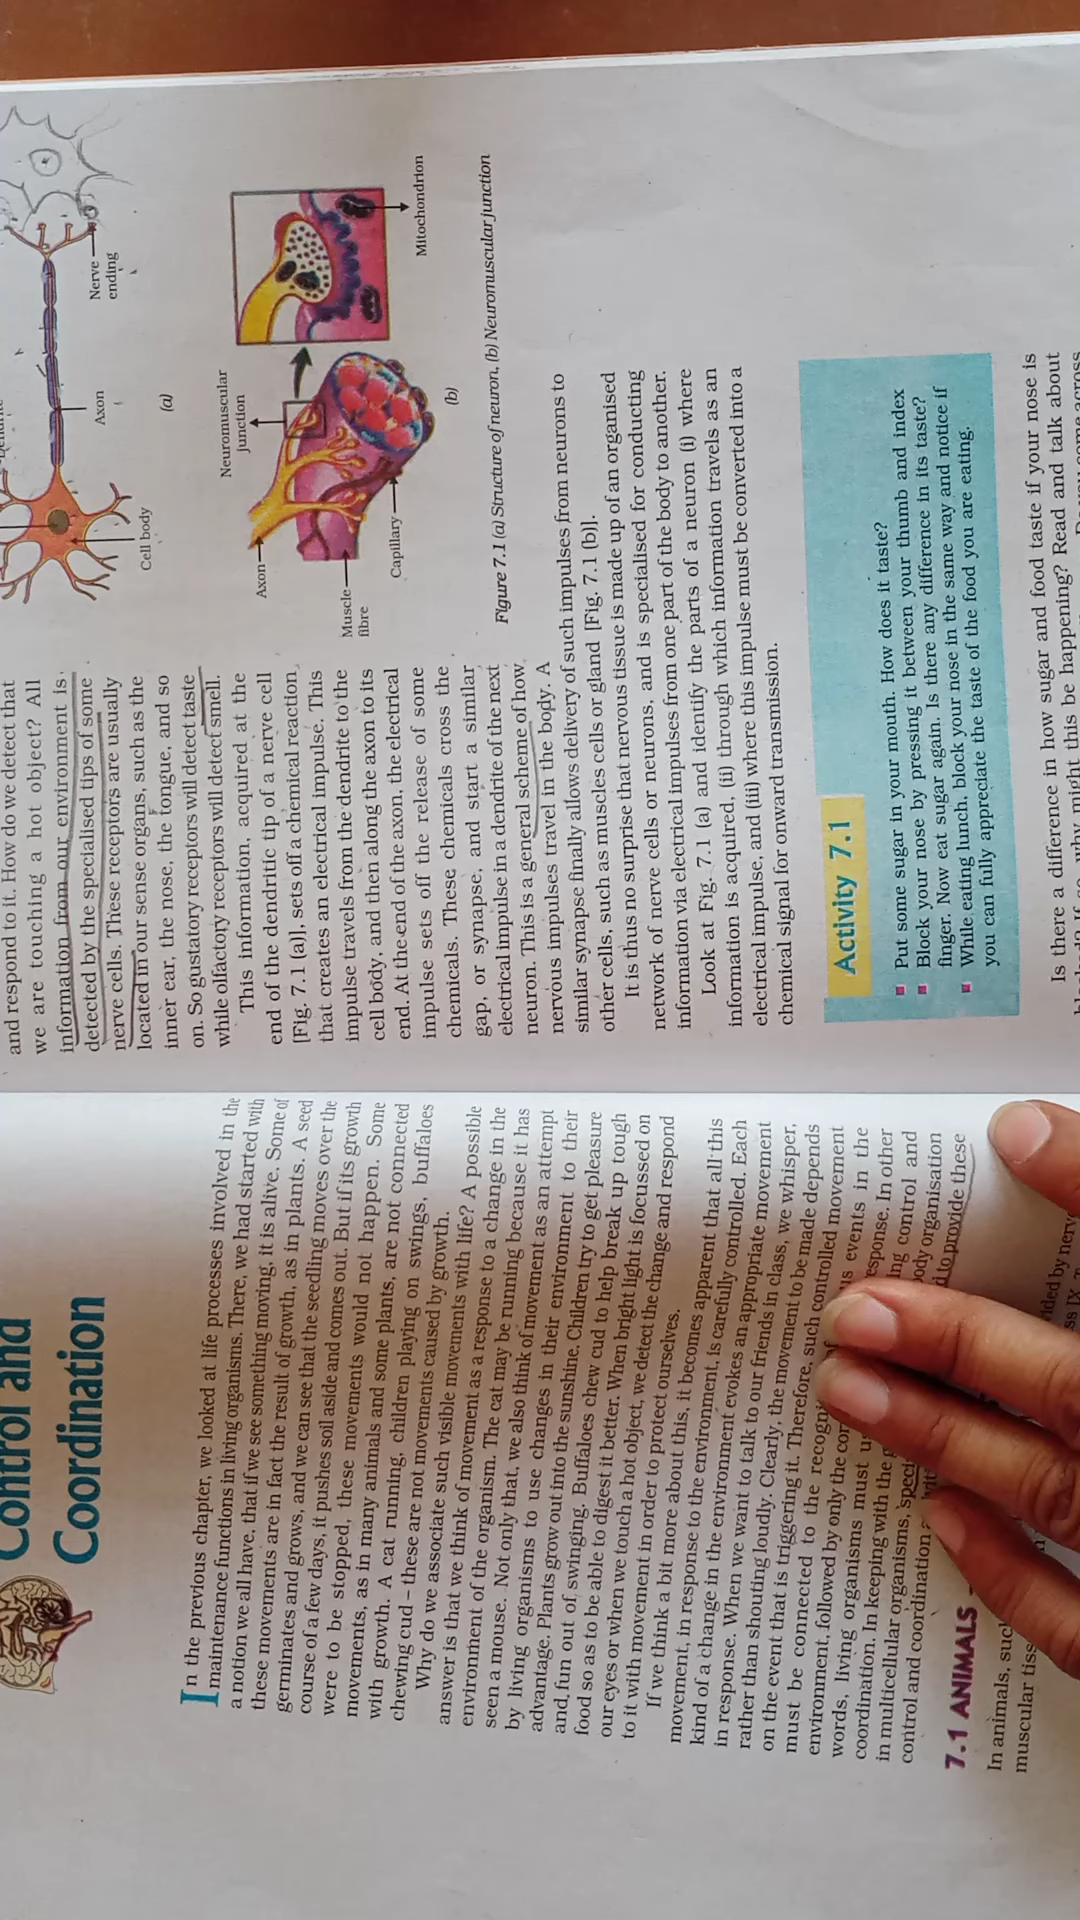 Control and
Coordination
In the previous chapter, we looked at life processes involved in the
maintenance functions in living organisms. There, we had started with
a notion we all have, that if we see something moving, it is alive. Some of
these movements are in fact the result of growth, as in plants. A seed
germinates and grows, and we can see that the seedling moves over the
course of a few days, it pushes soil aside and comes out. But if its growth
were to be stopped, these movements would not happen. Some
movements, as in many animals and some plants, are not connected
with growth. A cat running, children playing on swings, buffaloes
chewing cud – these are not movements caused by growth.
Why do we associate such visible movements with life? A possible
answer is that we think of movement as a response to a change in the
environment of the organism. The cat may be running because it has
seen a mouse. Not only that, we also think of movement as an attempt
by living organisms to use changes in their environment to their
advantage. Plants grow out into the sunshine. Children try to get pleasure
and fun out of swinging. Buffaloes chew cud to help break up tough
food so as to be able to digest it better. When bright light is focussed on
our eyes or when we touch a hot object, we detect the change and respond
to it with movement in order to protect ourselves.
If we think a bit more about this, it becomes apparent that all this
movement, in response to the environment, is carefully controlled. Each
kind of a change in the environment evokes an appropriate movement
in response. When we want to talk to our friends in class, we whisper,
rather than shouting loudly. Clearly, the movement to be made depends
on the event that is triggering it. Therefore, such controlled movement
must be connected to the events in the
environment, followed by only the response. In other
words, living organisms must control and
coordination. In keeping with the body organisation
in multicellular organisms, to provide these
control and coordination
7.1 ANIMALS
In animals,
muscular
and respond to it. How do we detect that
we are touching a hot object? All
information from our environment is
detected by the specialised tips of some
nerve cells. These receptors are usually
located in our sense organs, such as the
inner ear, the nose, the tongue, and so
on. So gustatory receptors will detect taste
while olfactory receptors will detect smell.
This information, acquired at the
end of the dendritic tip of a nerve cell
[Fig. 7.1 (a)], sets off a chemical reaction
that creates an electrical impulse. This
impulse travels from the dendrite to the
cell body, and then along the axon to its
end. At the end of the axon, the electrical
impulse sets off the release of some
chemicals. These chemicals cross the
gap, or synapse, and start a similar
electrical impulse in a dendrite of the next
neuron. This is a general scheme of how
nervous impulses travel in the body. A
similar synapse finally allows delivery of such impulses from neurons to
other cells, such as muscles cells or gland [Fig. 7.1 (b)].
It is thus no surprise that nervous tissue is made up of an organised
network of nerve cells or neurons, and is specialised for conducting
information via electrical impulses from one part of the body to another.
Look at Fig. 7.1 (a) and identify the parts of a neuron (i) where
information is acquired, (ii) through which information travels as an
electrical impulse, and (iii) where this impulse must be converted into a
chemical signal for onward transmission.
Cell body
Axon
Nerve
ending
(a)
Neuromuscular
junction
Axon
Muscle
fibre
Capillary
Mitochondrion
(b)
Figure 7.1 (a) Structure of neuron, (b) Neuromuscular junction
Activity 7.1
Put some sugar in your mouth. How does it taste?
Block your nose by pressing it between your thumb and index
finger. Now eat sugar again. Is there any difference in its taste?
While eating lunch, block your nose in the same way and notice if
you can fully appreciate the taste of the food you are eating.
Is there a difference in how sugar and food taste if your nose is
why might this be happening? Read and talk about